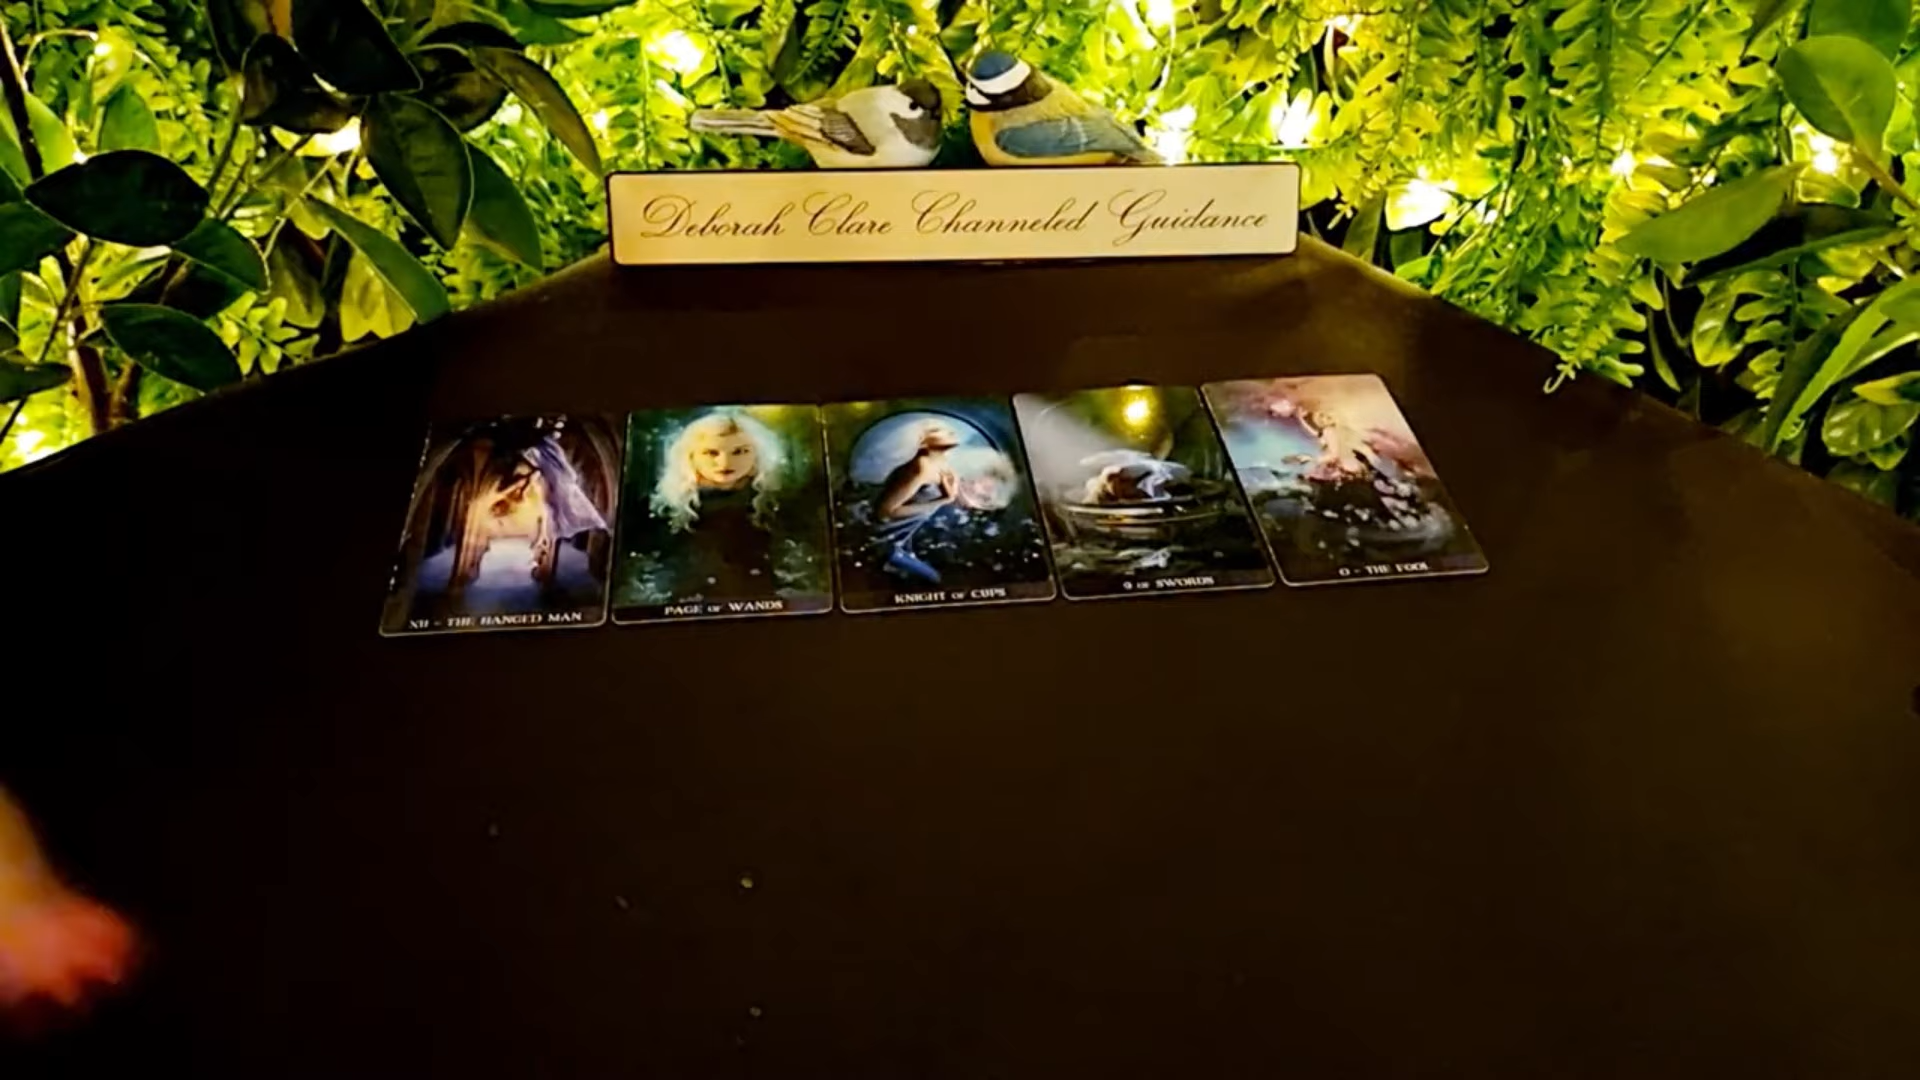 Deborah Clare Channeled Guidance
XII - THE HANGED MAN
PAGE OF WANDS
KNIGHT OF CUPS
9 OF SWORDS
0 - THE FOOL